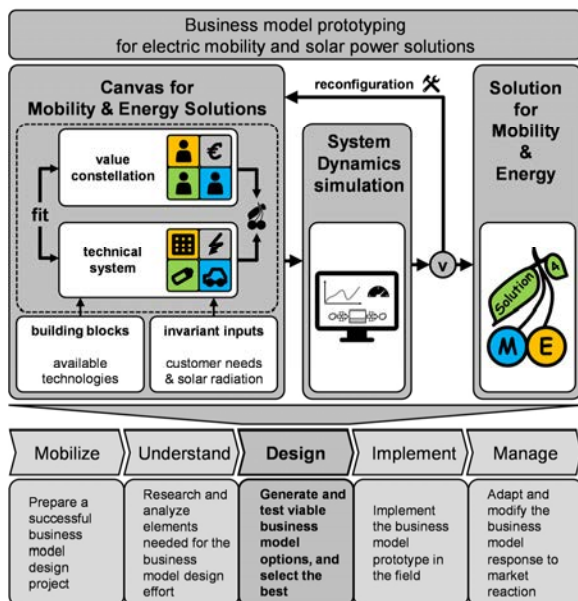 Business model prototyping
for electric mobility and solar power solutions
Canvas for
Mobility & Energy Solutions
value
constellation
€
fit
technical
system
building blocks
available
technologies
invariant inputs
customer needs
& solar radiation
reconfiguration
System
Dynamics
simulation
v
Solution
for
Mobility
&
Energy
Solution
4
M
E
Mobilize
Understand
Design
Implement
Manage
Prepare a
successful
business
model
design
project
Research and
analyze
elements
needed for the
business
model design
effort
Generate and
test viable
business
model
options, and
select the
best
Implement
the business
model
prototype in
the field
Adapt and
modify the
business
model
response to
market
reaction